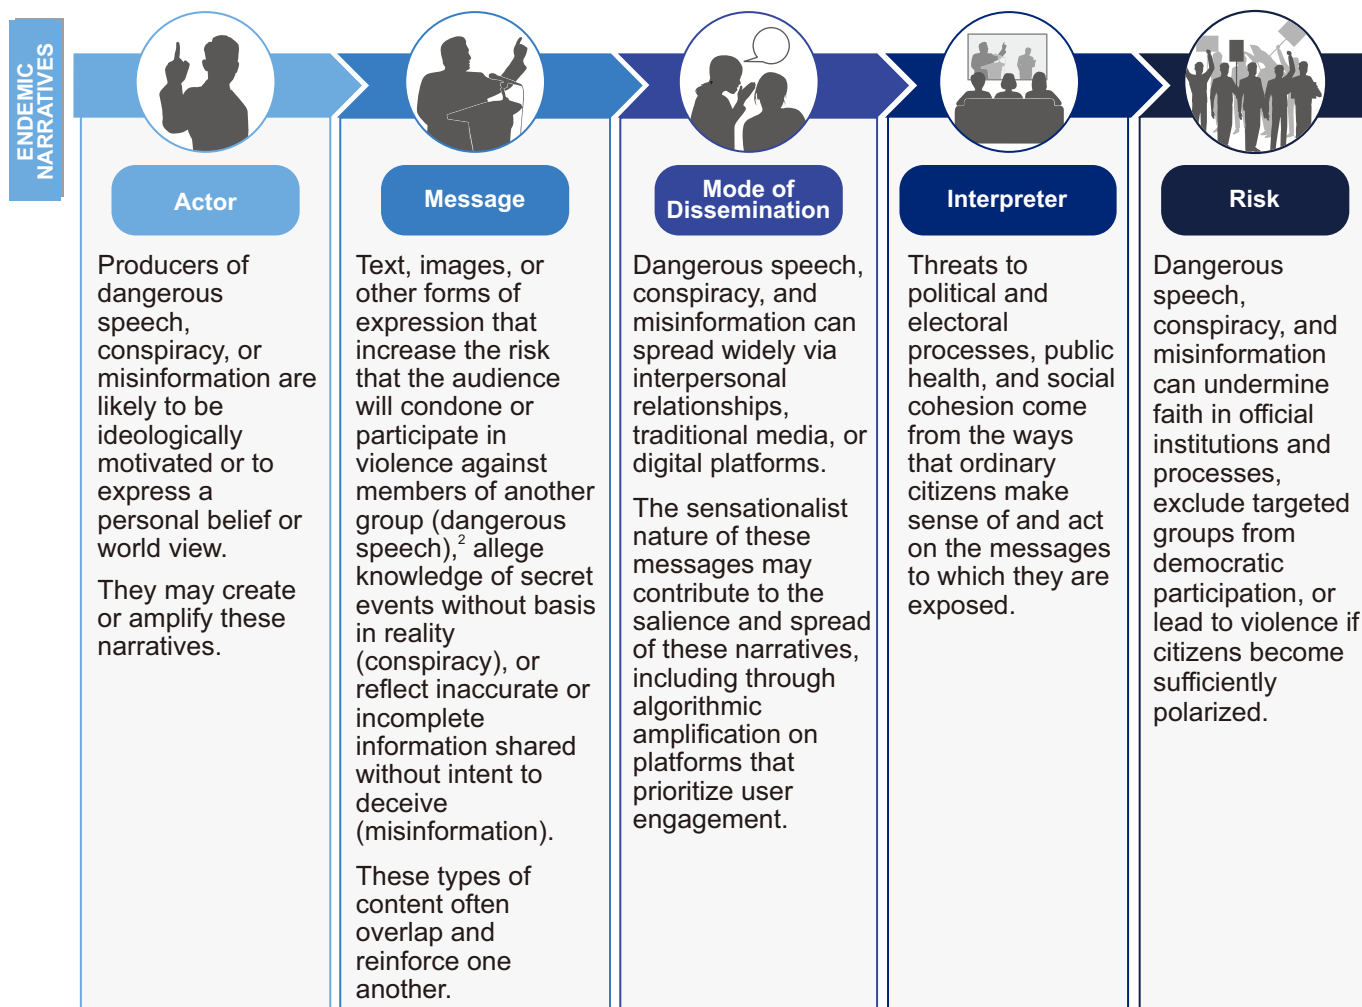 ENDEMIC
NARRATIVES
Actor
Producers of
dangerous
speech,
conspiracy, or
misinformation are
likely to be
ideologically
motivated or to
express a
personal belief or
world view.
They may create
or amplify these
narratives.
Message
Text, images, or
other forms of
expression that
increase the risk
that the audience
will condone or
participate in
violence against
members of another
group (dangerous
speech),² allege
knowledge of secret
events without basis
in reality
(conspiracy), or
reflect inaccurate or
incomplete
information shared
without intent to
deceive
(misinformation).
These types of
content often
overlap and
reinforce one
another.
Mode of
Dissemination
Dangerous speech,
conspiracy, and
misinformation can
spread widely via
interpersonal
relationships,
traditional media, or
digital platforms.
The sensationalist
nature of these
messages may
contribute to the
salience and spread
of these narratives,
including through
algorithmic
amplification on
platforms that
prioritize user
engagement.
Interpreter
Threats to
political and
electoral
processes, public
health, and social
cohesion come
from the ways
that ordinary
citizens make
sense of and act
on the messages
to which they are
exposed.
Risk
Dangerous
speech,
conspiracy, and
misinformation
can undermine
faith in official
institutions and
processes,
exclude targeted
groups from
democratic
participation, or
lead to violence if
citizens become
sufficiently
polarized.